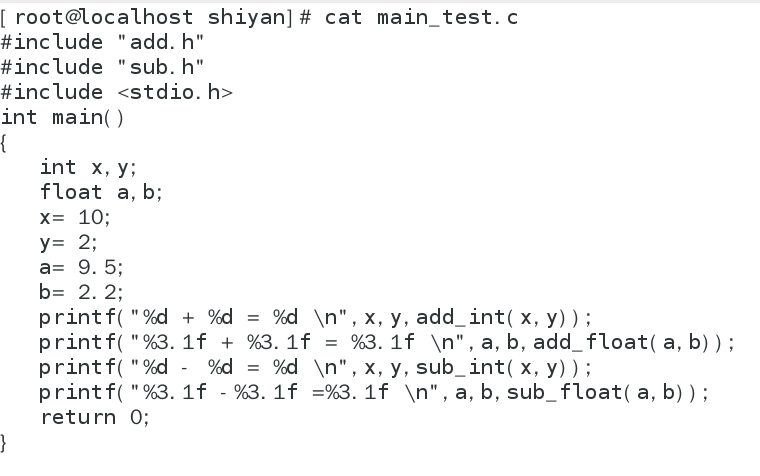 [root@localhost shiyan]# cat main_test.c
#include "add.h"
#include "sub.h"
#include <stdio.h>
int main()
{
    int x,y;
    float a,b;
    x= 10;
    y= 2;
    a= 9.5;
    b= 2.2;
    printf("%d + %d = %d \n",x,y,add_int(x,y));
    printf("%3.1f + %3.1f = %3.1f \n",a,b,add_float(a,b));
    printf("%d -  %d = %d \n",x,y,sub_int(x,y));
    printf("%3.1f -%3.1f =%3.1f \n",a,b,sub_float(a,b));
    return 0;
}